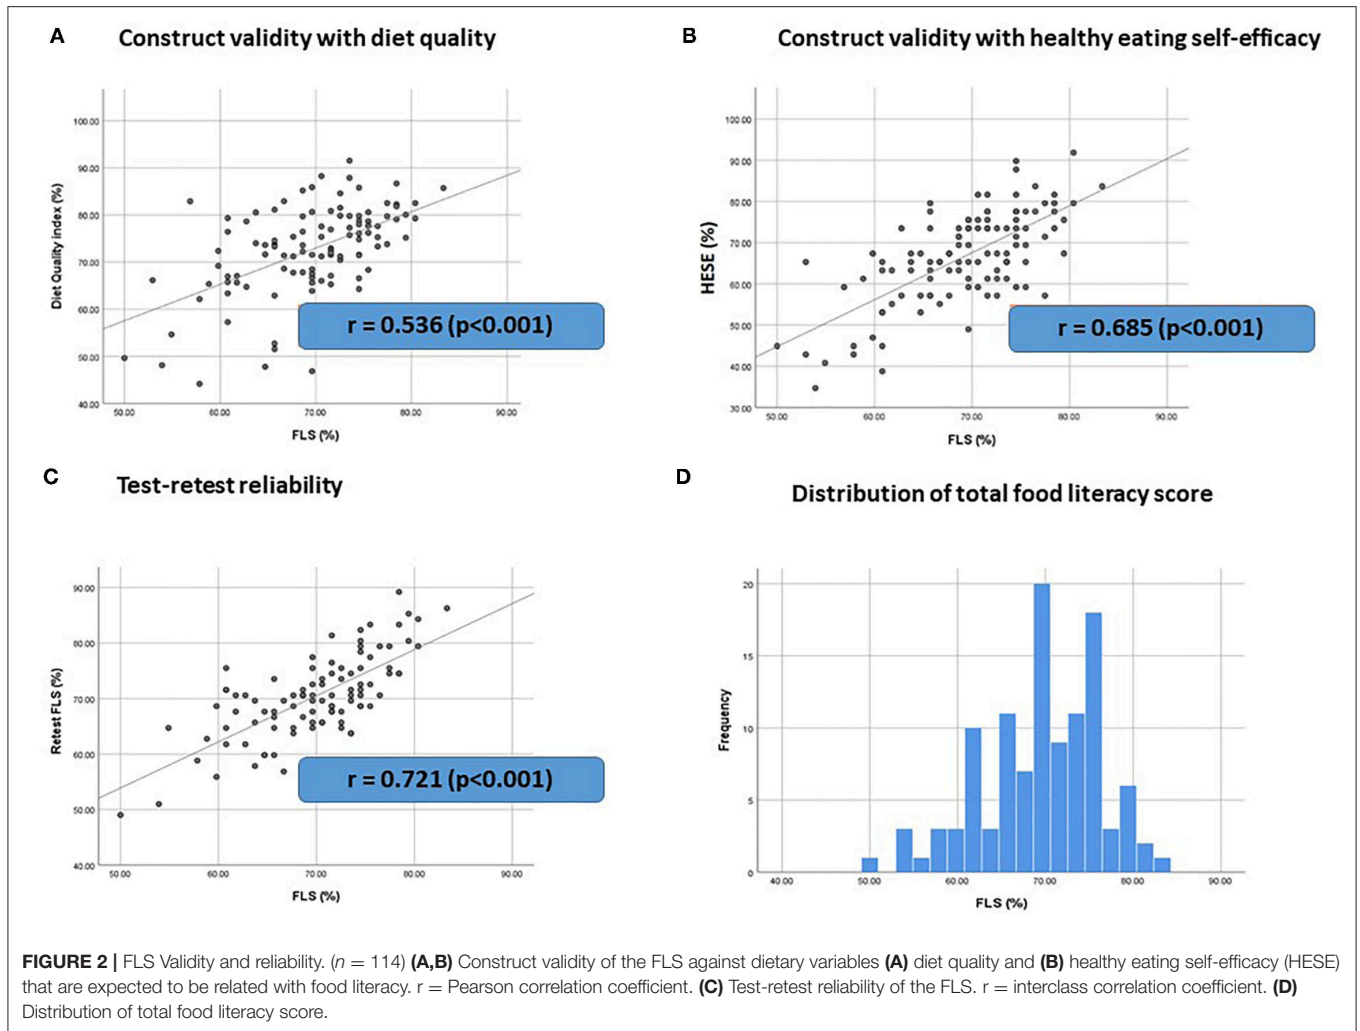 A
Construct validity with diet quality
100.00
90.00
80.00
70.00
60.00
50.00
40.00
Diet Quality index (%)
r = 0.536 (p<0.001)
50.00 60.00 70.00 80.00 90.00
FLS (%)
B
Construct validity with healthy eating self-efficacy
100.00
90.00
80.00
70.00
60.00
50.00
40.00
30.00
HESE (%)
r = 0.685 (p<0.001)
50.00 60.00 70.00 80.00 90.00
FLS (%)
C
Test-retest reliability
90.00
80.00
70.00
60.00
50.00
40.00
Retest FLS (%)
r = 0.721 (p<0.001)
50.00 60.00 70.00 80.00 90.00
FLS (%)
D
Distribution of total food literacy score
20
15
10
5
0
Frequency
40.00 50.00 60.00 70.00 80.00 90.00
FLS (%)
FIGURE 2 | FLS Validity and reliability. (n = 114) (A,B) Construct validity of the FLS against dietary variables (A) diet quality and (B) healthy eating self-efficacy (HESE)
that are expected to be related with food literacy. r = Pearson correlation coefficient. (C) Test-retest reliability of the FLS. r = interclass correlation coefficient. (D)
Distribution of total food literacy score.